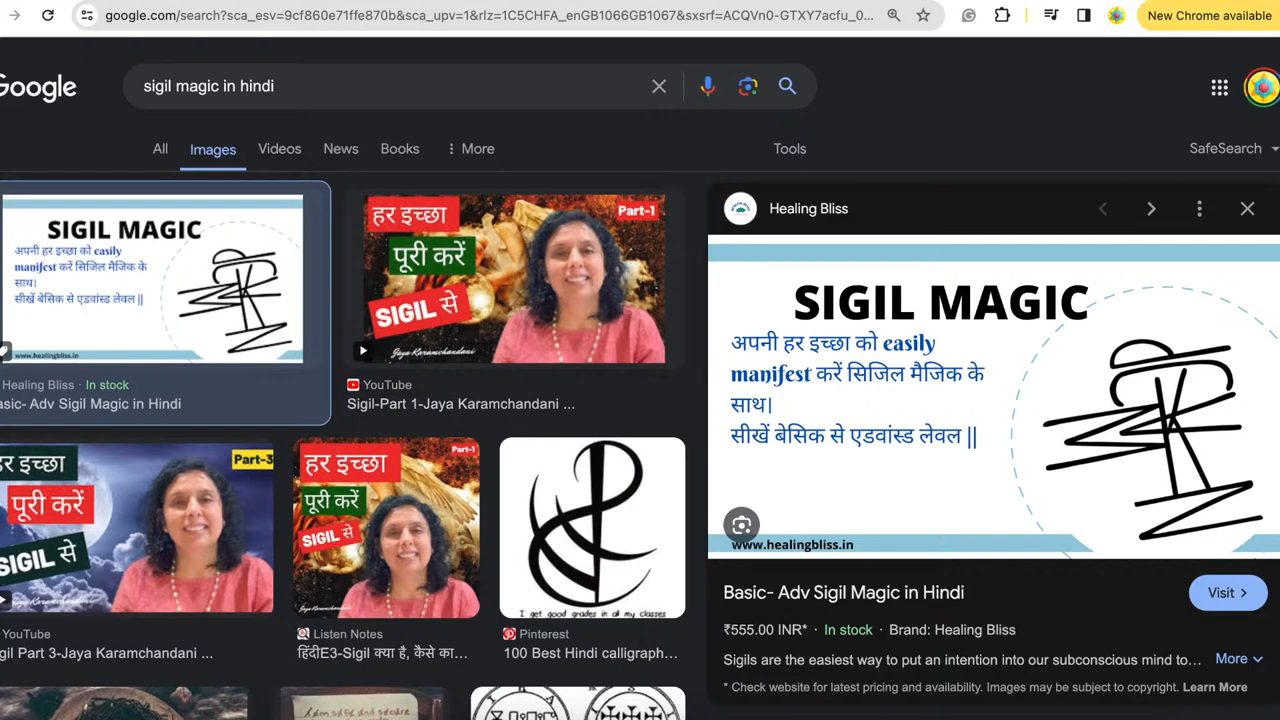 google.com/search?sca_esv=9cf860e71ffe870b&sca_upv=1&rlz=1C5CHFA_enGB1066GB1067&sxsrf=ACQVn0-GTXY7acfu_0...
New Chrome available
Google
sigil magic in hindi
All
Images
Videos
News
Books
More
Tools
SafeSearch
SIGIL MAGIC
अपनी हर इच्छा को easily
manifest करें सिजिल मैजिक के
साथ।
सीखें बेसिक से एडवांस्ड लेवल ||
www.healingbliss.in
Healing Bliss · In stock
asic- Adv Sigil Magic in Hindi
हर इच्छा
Part-1
पूरी करें
SIGIL से
Jaya Karamchandani
YouTube
Sigil-Part 1-Jaya Karamchandani ...
हर इच्छा
Part-3
पूरी करें
SIGIL से
Jaya Karamchandani
YouTube
gil Part 3-Jaya Karamchandani ...
हर इच्छा
Part-1
पूरी करें
SIGIL से
Jaya Karamchandani
Listen Notes
हिंदीE3-Sigil क्या है, कैसे का...
I get good grades in all my classes
Pinterest
100 Best Hindi calligraph...
Healing Bliss
SIGIL MAGIC
अपनी हर इच्छा को easily
manifest करें सिजिल मैजिक के
साथ।
सीखें बेसिक से एडवांस्ड लेवल ||
www.healingbliss.in
Basic- Adv Sigil Magic in Hindi
Visit
₹555.00 INR* · In stock · Brand: Healing Bliss
Sigils are the easiest way to put an intention into our subconscious mind to... More
* Check website for latest pricing and availability. Images may be subject to copyright. Learn More